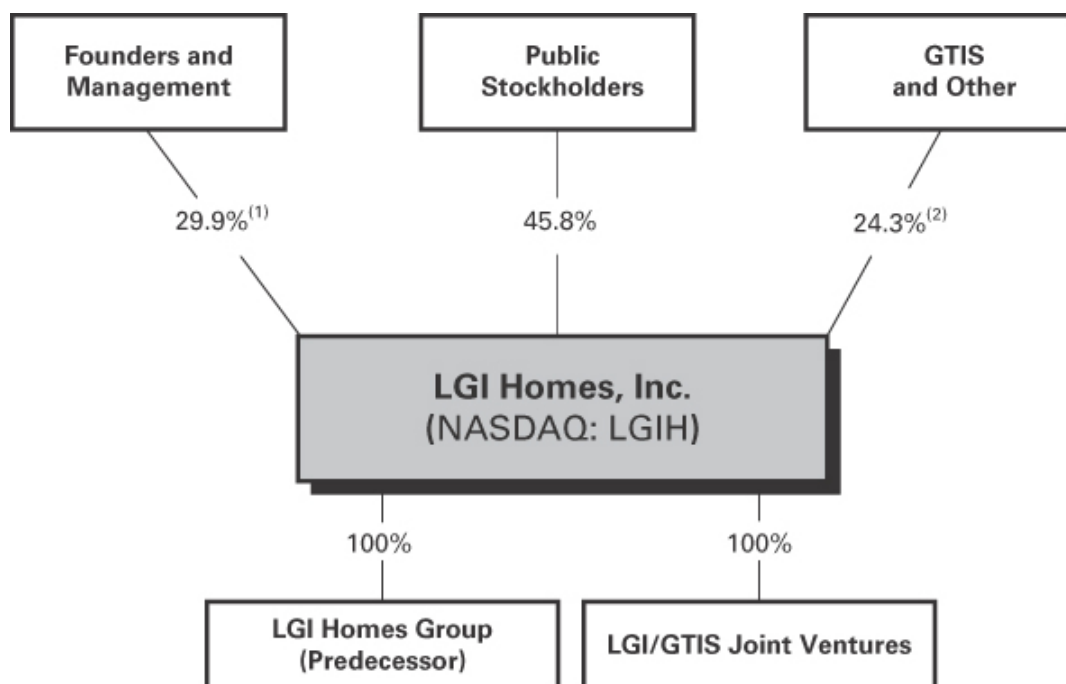 Founders and
Management
Public
Stockholders
GTIS
and Other
29.9%(1)
45.8%
24.3%(2)
LGI Homes, Inc.
(NASDAQ: LGIH)
100%
100%
LGI Homes Group
(Predecessor)
LGI/GTIS Joint Ventures